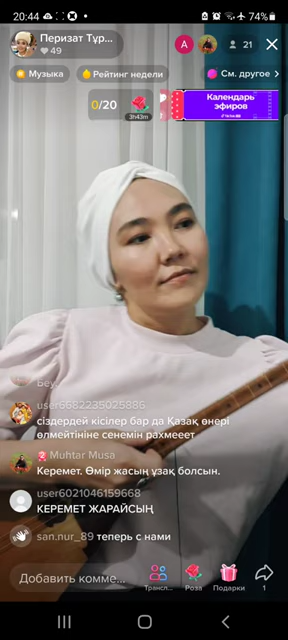 20:44
74%
Перизат Тұр...
49
A
21
Музыка
Рейтинг недели
См. другое
0/20
3h43m
Календарь
эфиров
user6682235025886
сіздердей кісілер бар да Қазақ өнері
өлмейтініне сенемін рахмееет
Muhtar Musa
Керемет. Өмір жасың ұзақ болсын.
user6021046159668
КЕРЕМЕТ ЖАРАЙСЫҢ
san.nur_89 теперь с нами
Добавить комме...
Трансл...
Роза
Подарки
1